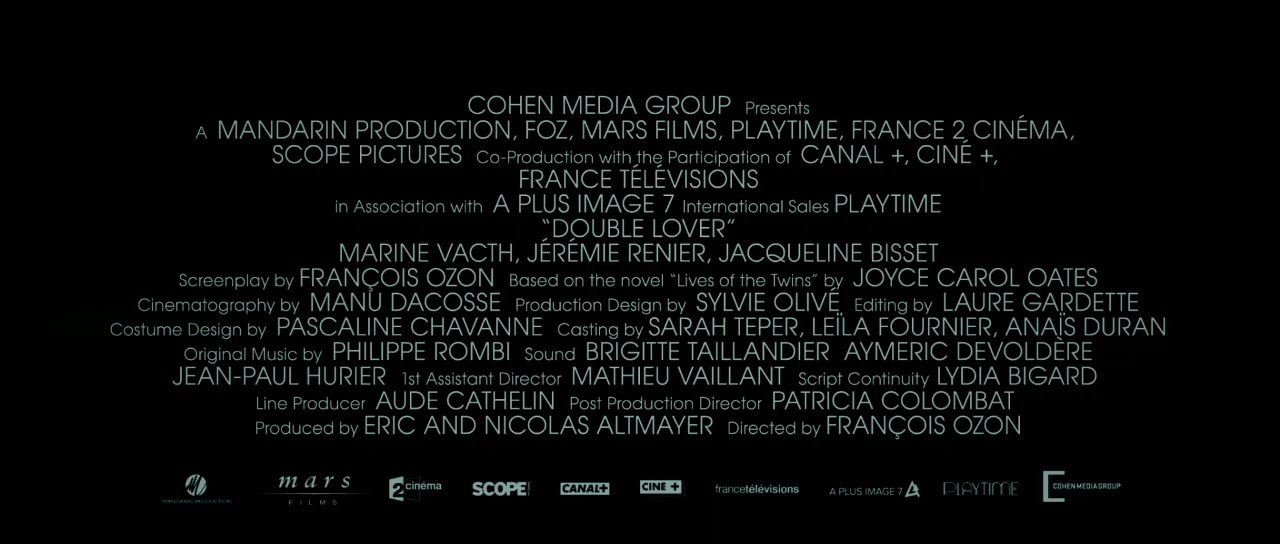 COHEN MEDIA GROUP Presents
A MANDARIN PRODUCTION, FOZ, MARS FILMS, PLAYTIME, FRANCE 2 CINÉMA,
SCOPE PICTURES Co-Production with the Participation of CANAL +, CINÉ +,
FRANCE TÉLÉVISIONS
in Association with A PLUS IMAGE 7 International Sales PLAYTIME
“DOUBLE LOVER”
MARINE VACTH, JÉRÉMIE RENIER, JACQUELINE BISSET
Screenplay by FRANÇOIS OZON Based on the novel “Lives of the Twins” by JOYCE CAROL OATES
Cinematography by MANU DACOSSE Production Design by SYLVIE OLIVÉ Editing by LAURE GARDETTE
Costume Design by PASCALINE CHAVANNE Casting by SARAH TEPER, LEÏLA FOURNIER, ANAÏS DURAN
Original Music by PHILIPPE ROMBI Sound BRIGITTE TAILLANDIER AYMERIC DEVOLDÈRE
JEAN-PAUL HURIER 1st Assistant Director MATHIEU VAILLANT Script Continuity LYDIA BIGARD
Line Producer AUDE CATHELIN Post Production Director PATRICIA COLOMBAT
Produced by ERIC AND NICOLAS ALTMAYER Directed by FRANÇOIS OZON
MANDARIN PRODUCTION mars FILMS 2 cinéma SCOPE CANAL+ CINE + francetélévisions A PLUS IMAGE 7 PLAYTIME COHEN MEDIA GROUP